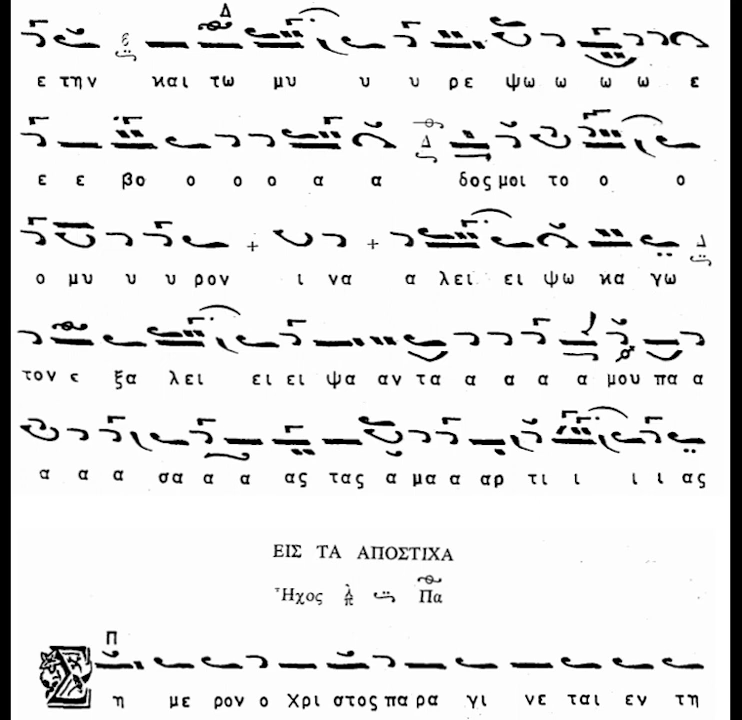 ε την και τω μυ υ υ ρε ψω ω ω ω ε
ε ε βο ο ο ο α α δος μοι το ο ο
ο μυ υ υ ρον ι να α λει ει ψω κα γω
τον ε ξα λει ει ει ψα αν τα α α α α μου πα α
α α α σα α α ας τας α μα α αρ τι ι ι ι ας
ΕΙΣ ΤΑ ΑΠΟΣΤΙΧΑ
Ἦχος λ π Πα
Σ η με ρον ο Χρι στος πα ρα γι νε ται εν τη